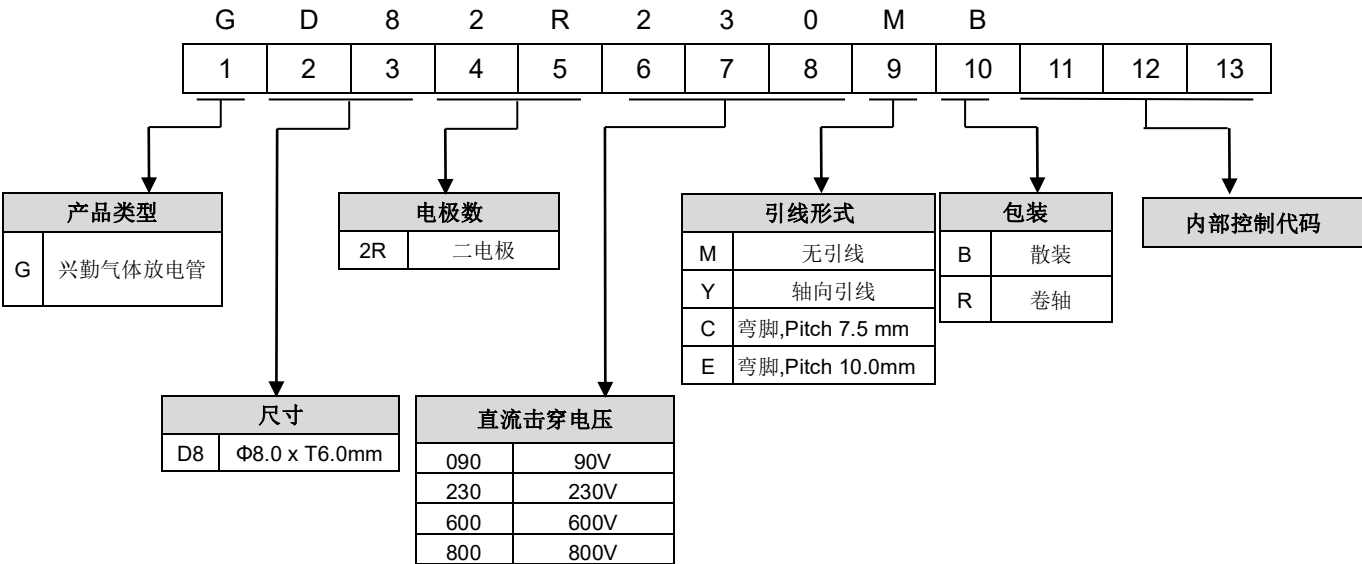 G D 8 2 R 2 3 0 M B
1 2 3 4 5 6 7 8 9 10 11 12 13
产品类型
G 兴勤气体放电管
电极数
2R 二电极
引线形式
M 无引线
Y 轴向引线
C 弯脚,Pitch 7.5 mm
E 弯脚,Pitch 10.0mm
包装
B 散装
R 卷轴
内部控制代码
尺寸
D8 Φ8.0 x T6.0mm
直流击穿电压
090 90V
230 230V
600 600V
800 800V